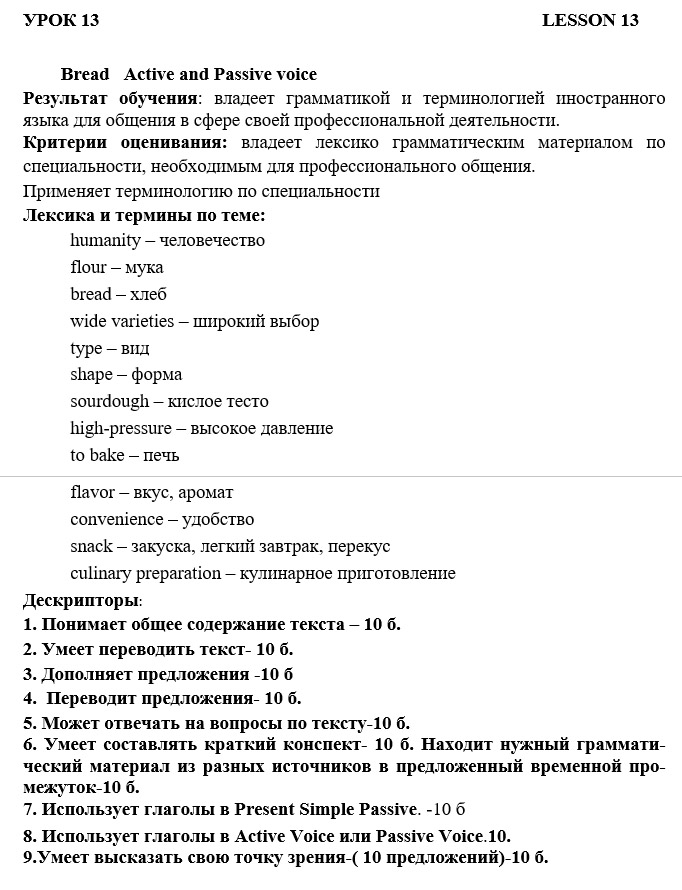 УРОК 13 LESSON 13
Bread Active and Passive voice
Результат обучения: владеет грамматикой и терминологией иностранного
языка для общения в сфере своей профессиональной деятельности.
Критерии оценивания: владеет лексико грамматическим материалом по
специальности, необходимым для профессионального общения.
Применяет терминологию по специальности
Лексика и термины по теме:
humanity – человечество
flour – мука
bread – хлеб
wide varieties – широкий выбор
type – вид
shape – форма
sourdough – кислое тесто
high-pressure – высокое давление
to bake – печь
flavor – вкус, аромат
convenience – удобство
snack – закуска, легкий завтрак, перекус
culinary preparation – кулинарное приготовление
Дескрипторы:
1. Понимает общее содержание текста – 10 б.
2. Умеет переводить текст- 10 б.
3. Дополняет предложения -10 б
4. Переводит предложения- 10 б.
5. Может отвечать на вопросы по тексту-10 б.
6. Умеет составлять краткий конспект- 10 б. Находит нужный граммати-
ческий материал из разных источников в предложенный временной про-
межуток-10 б.
7. Использует глаголы в Present Simple Passive. -10 б
8. Использует глаголы в Active Voice или Passive Voice.10.
9.Умеет высказать свою точку зрения-( 10 предложений)-10 б.